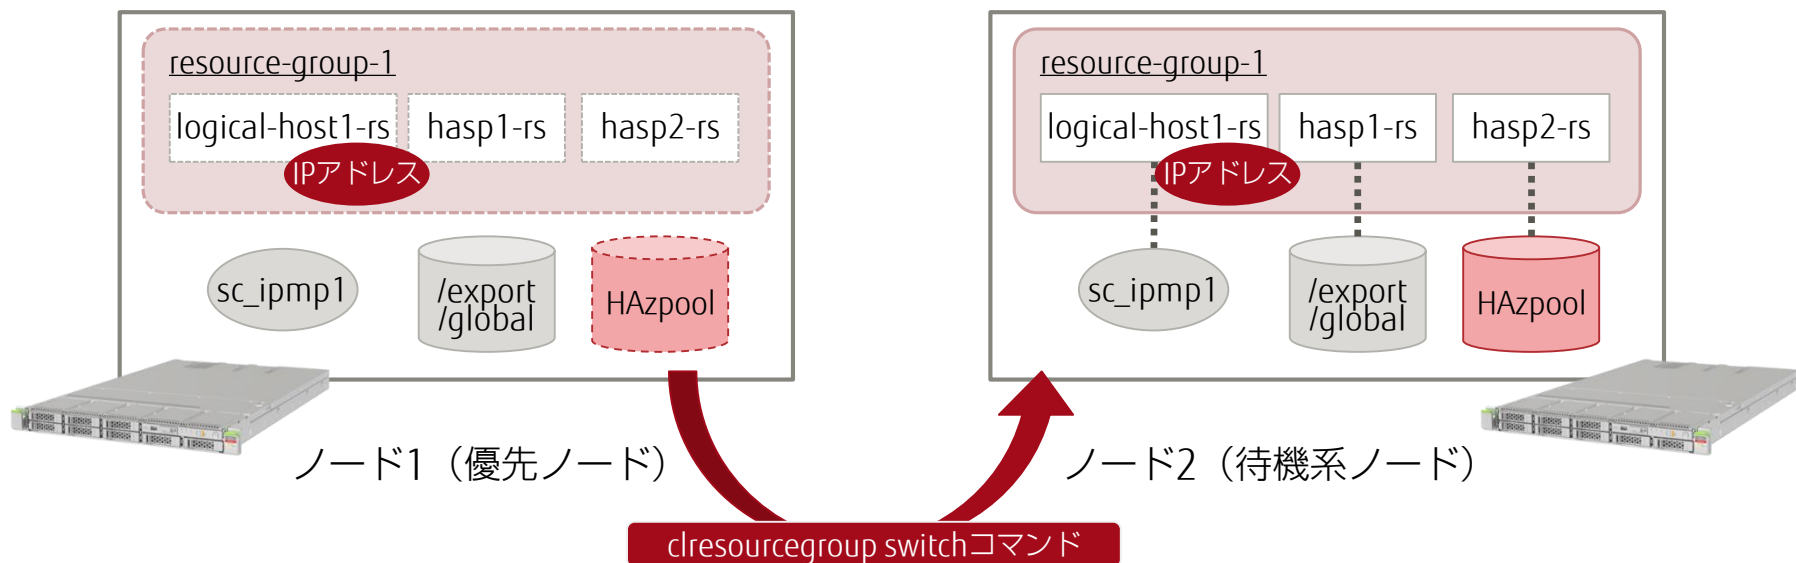 resource-group-1
logical-host1-rs
hasp1-rs
hasp2-rs
IPアドレス
sc_ipmp1
/export
/global
HAzpool
ノード1（優先ノード）
resource-group-1
logical-host1-rs
hasp1-rs
hasp2-rs
IPアドレス
sc_ipmp1
/export
/global
HAzpool
ノード2（待機系ノード）
clresourcegroup switchコマンド